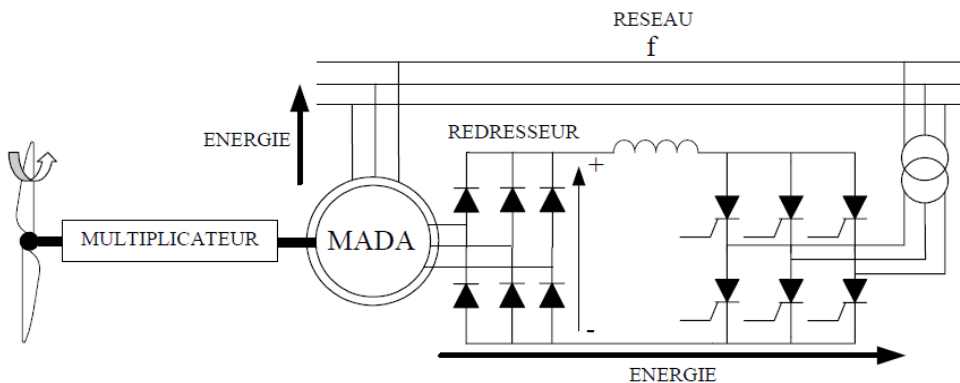 RESEAU
f
ENERGIE
REDRESSEUR
+
MULTIPLICATEUR
MADA
-
ENERGIE